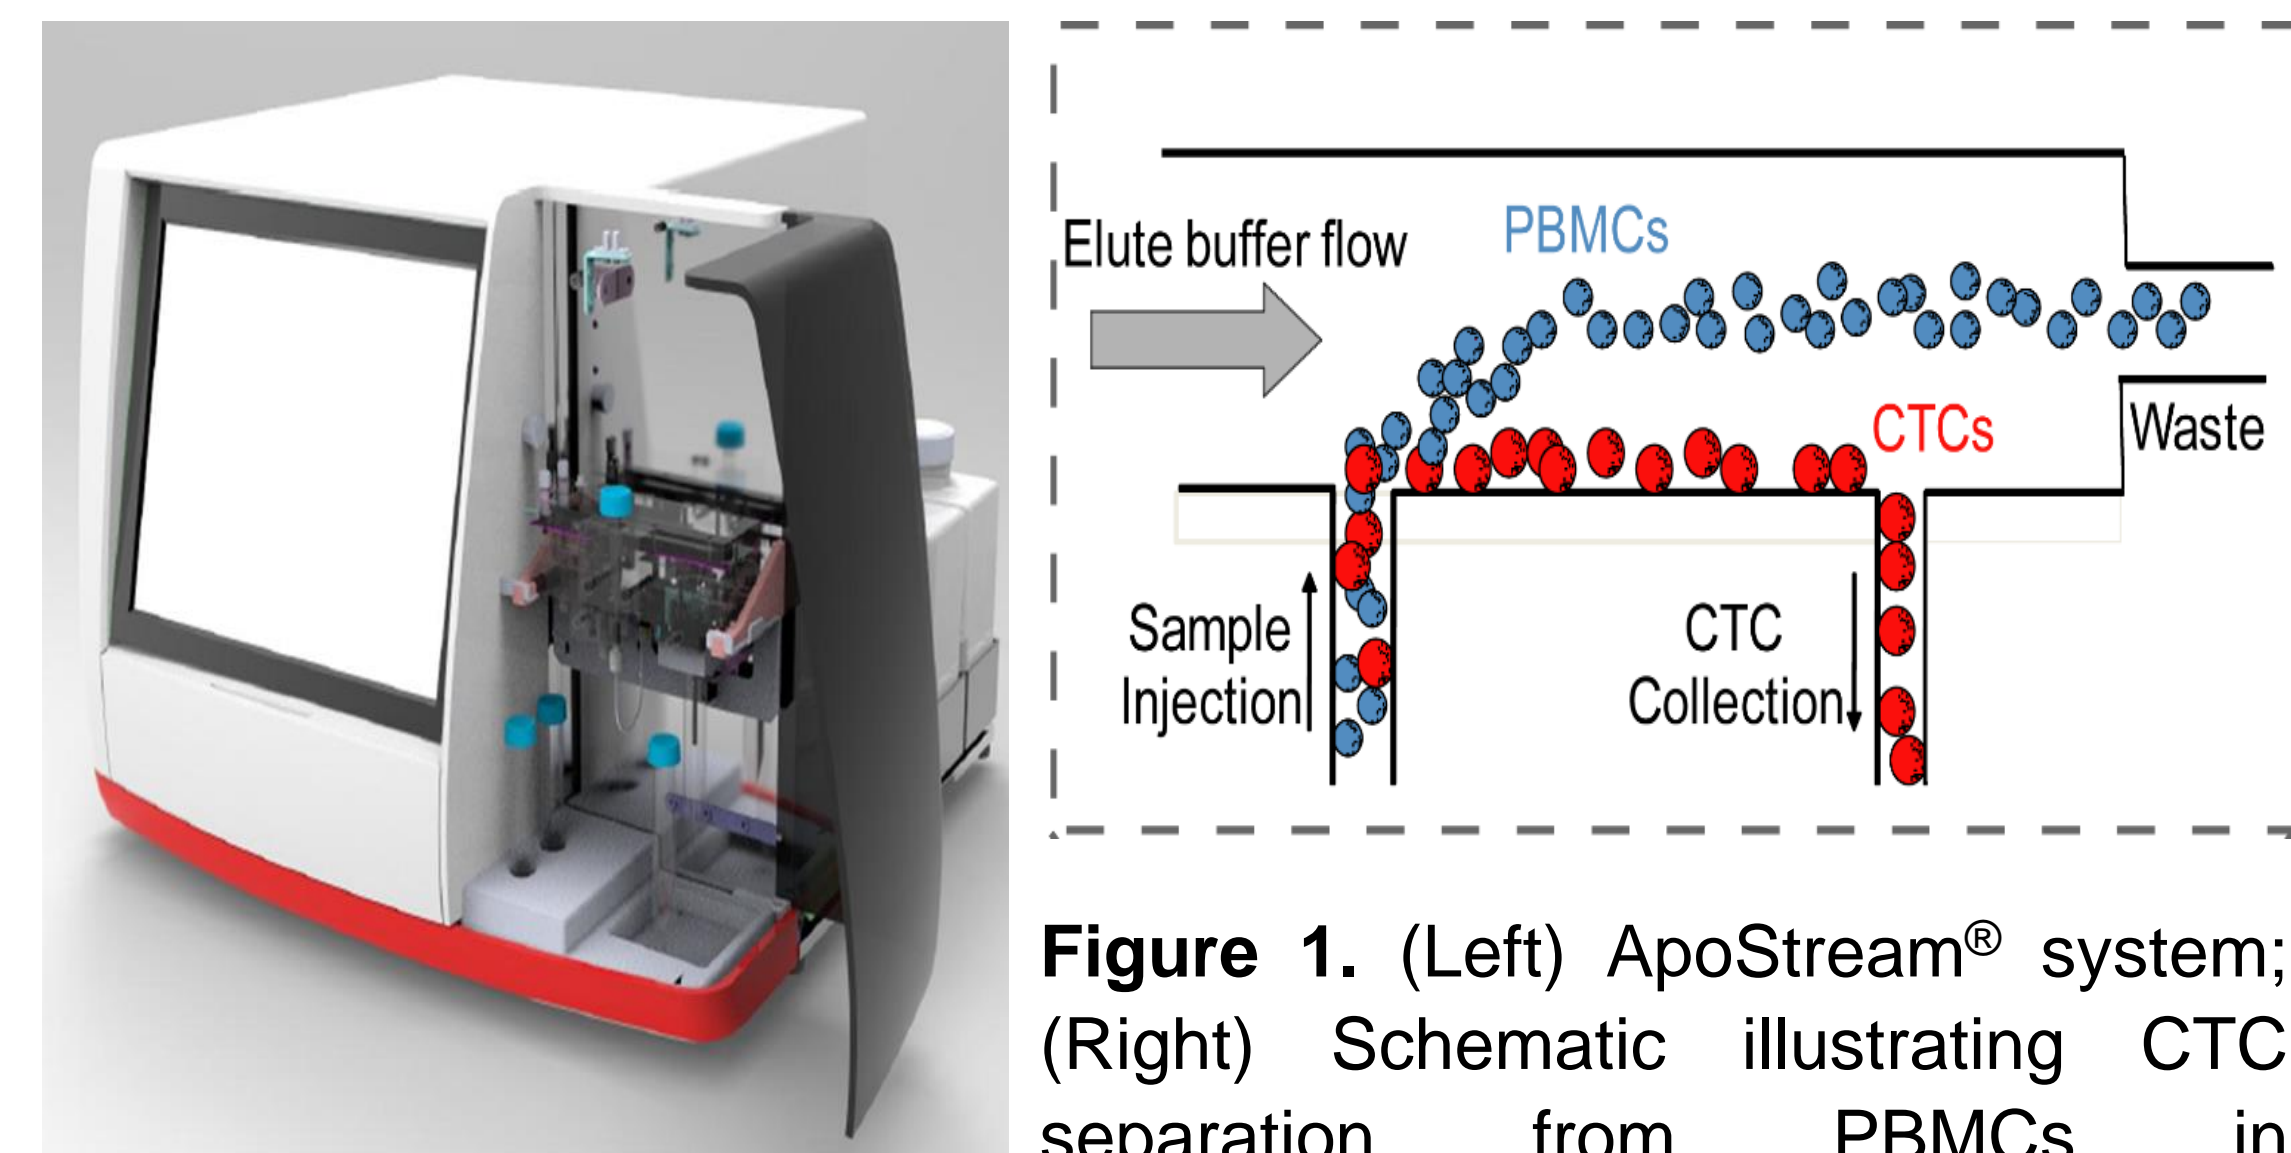 PBMCs
Elute buffer flow
CTCs
Waste
Sample
Injection
CTC
Collection
Figure 1. (Left) ApoStream® system;
(Right) Schematic illustrating CTC
separation from PBMCs in